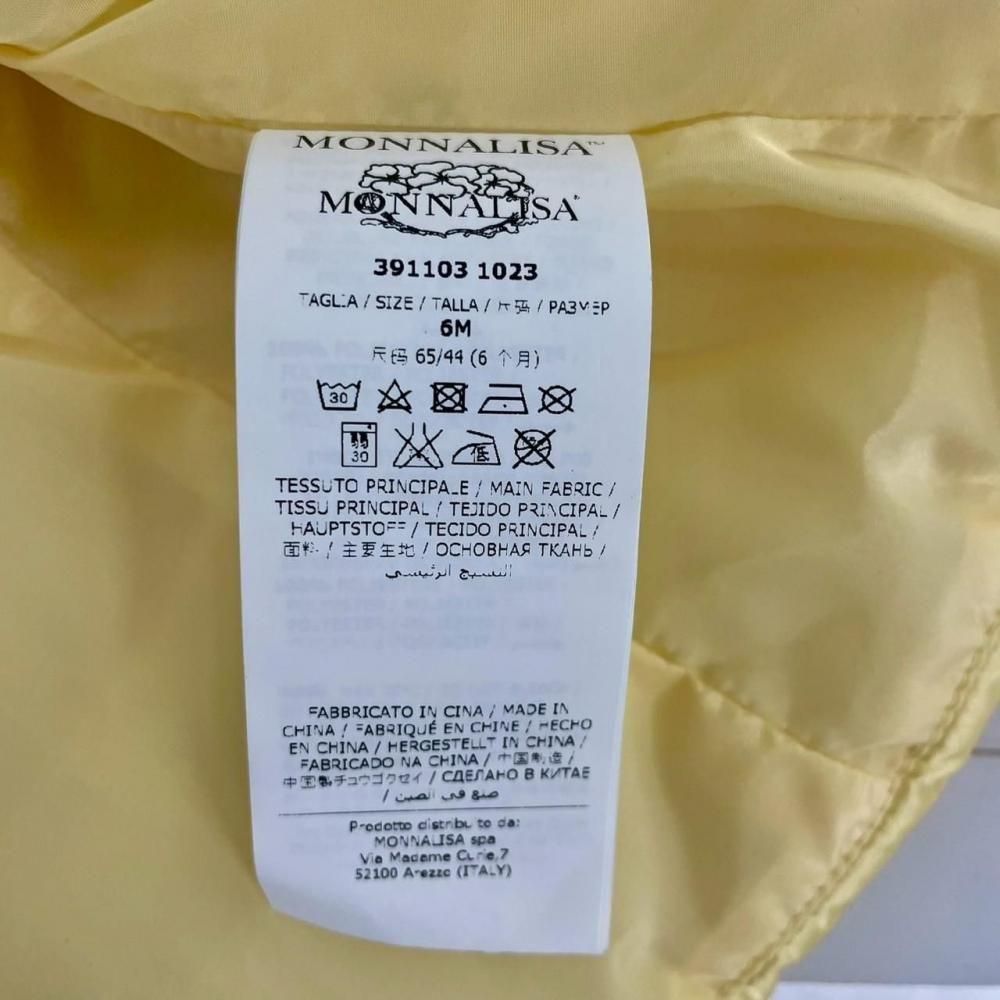 MONNALISA™
MONNALISA
391103 1023
TAGLIA / SIZE / TALLA / 尺码 / РАЗМЕР
6M
尺码 65/44 (6 个月)
30
弱 30 低
TESSUTO PRINCIPALE / MAIN FABRIC /
TISSU PRINCIPAL / TEJIDO PRINCIPAL /
HAUPTSTOFF / TECIDO PRINCIPAL /
面料 / 主要生地 / ОСНОВНАЯ ТКАНЬ /
النسيج الرئيسي
FABBRICATO IN CINA / MADE IN
CHINA / FABRIQUÉ EN CHINE / HECHO
EN CHINA / HERGESTELLT IN CHINA /
FABRICADO NA CHINA / 中国制造 /
中国製チュウゴクセイ / СДЕЛАНО В КИТАЕ
/ صنع في الصين
Prodotto distribuito da:
MONNALISA spa
Via Madame Curie,7
52100 Arezzo (ITALY)